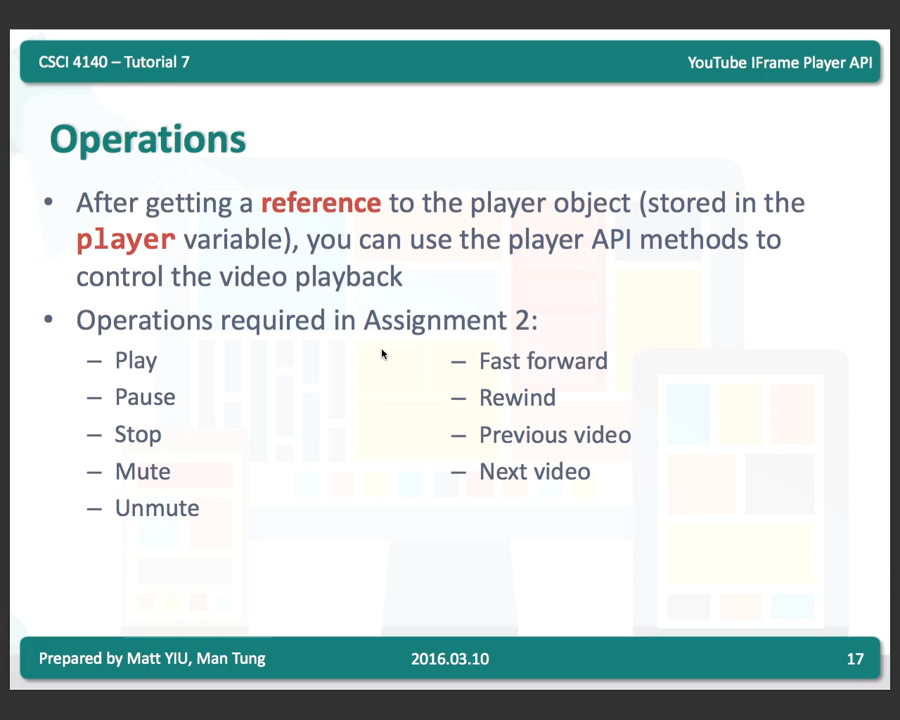 CSCI 4140 – Tutorial 7
YouTube IFrame Player API
Operations
• After getting a reference to the player object (stored in the
player variable), you can use the player API methods to
control the video playback
• Operations required in Assignment 2:
– Play
– Pause
– Stop
– Mute
– Unmute
– Fast forward
– Rewind
– Previous video
– Next video
Prepared by Matt YIU, Man Tung
2016.03.10
17